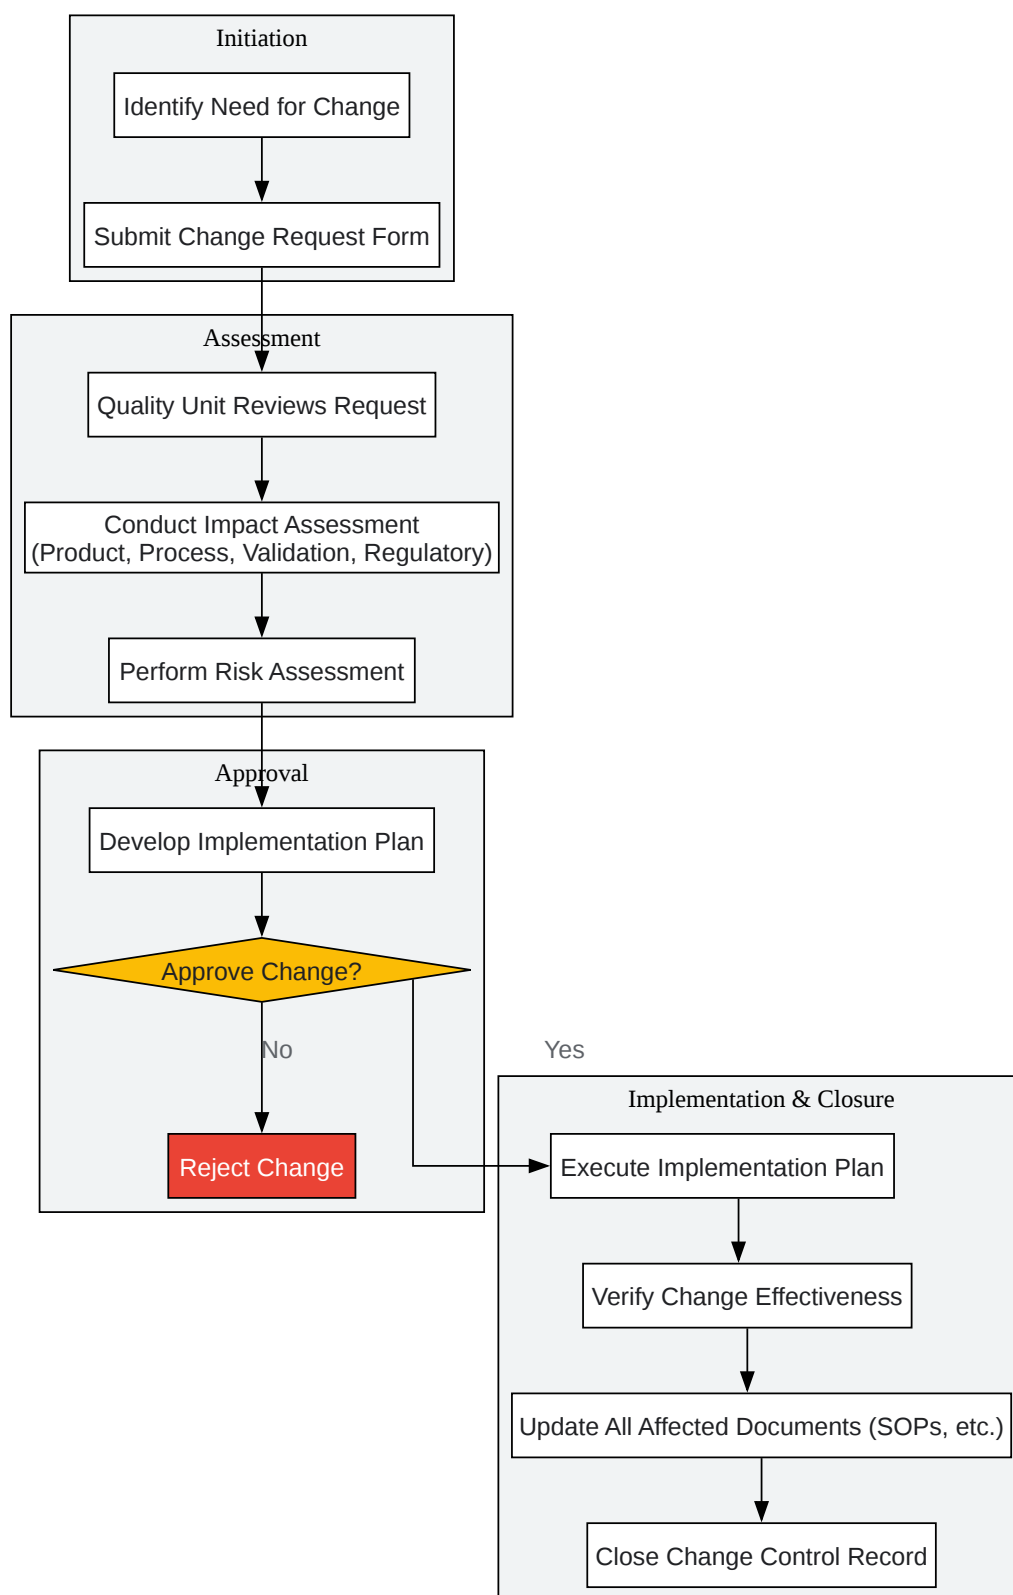 Initiation
Identify Need for Change
Submit Change Request Form
Assessment
Quality Unit Reviews Request
Conduct Impact Assessment
(Product, Process, Validation, Regulatory)
Perform Risk Assessment
Approval
Develop Implementation Plan
Approve Change?
No
Yes
Reject Change
Implementation & Closure
Execute Implementation Plan
Verify Change Effectiveness
Update All Affected Documents (SOPs, etc.)
Close Change Control Record